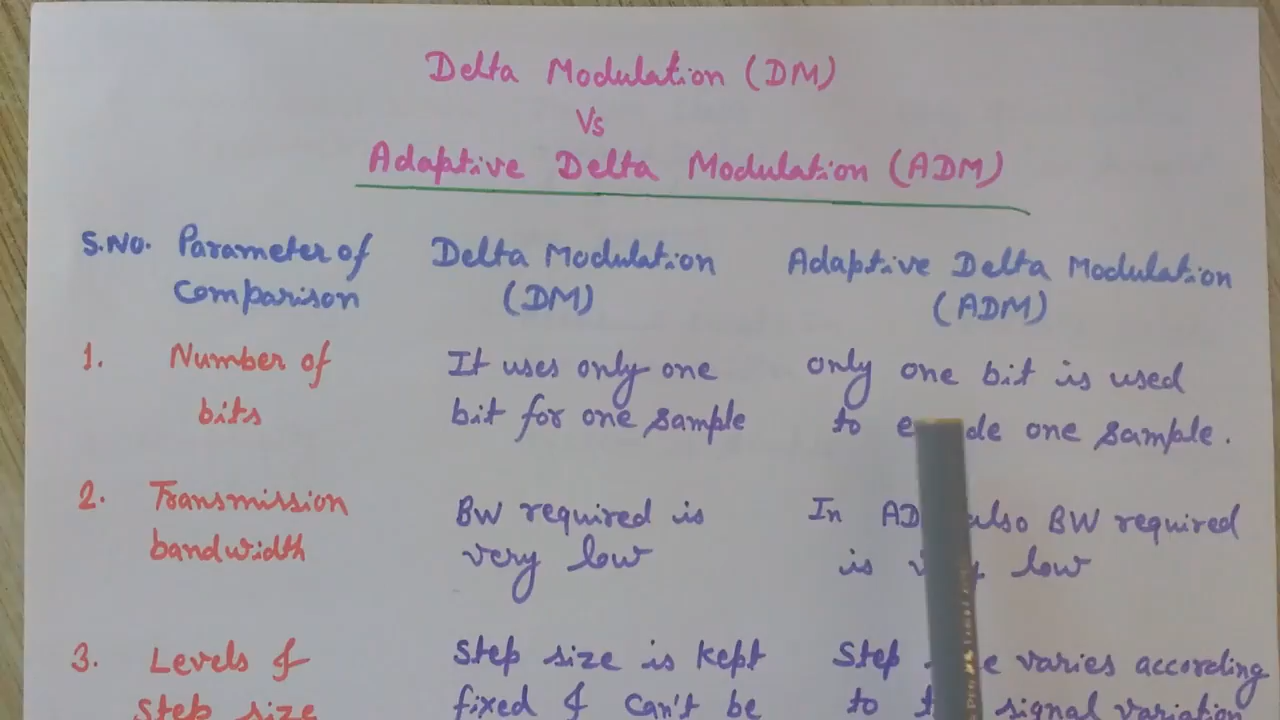 Delta Modulation (DM)
Vs
Adaptive Delta Modulation (ADM)
S.No. Parameter of comparison
Delta Modulation (DM)
Adaptive Delta Modulation (ADM)
1. Number of bits
It uses only one
bit for one sample
only one bit is used
to one sample.
2. Transmission bandwidth
BW required is
very low
In also BW required
is low
3. Levels & step size
Step size is kept
fixed & can't be
Step varies according
to signal variation